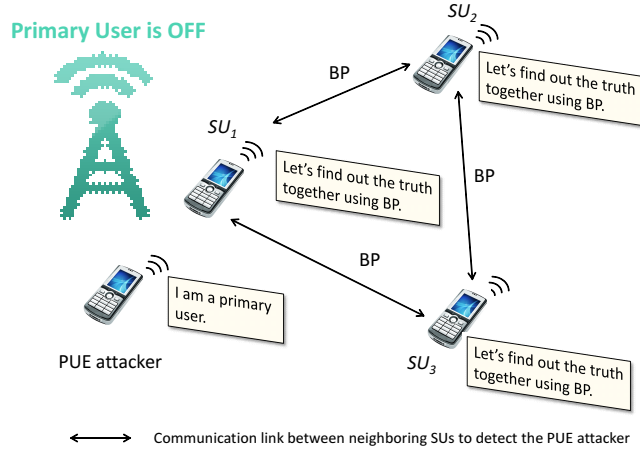 Primary User is OFF
SU2
BP
Let's find out the truth
together using BP.
SU1
Let's find out the truth
together using BP.
BP
BP
I am a primary
user.
PUE attacker
SU3
Let's find out the truth
together using BP.
Communication link between neighboring SUs to detect the PUE attacker